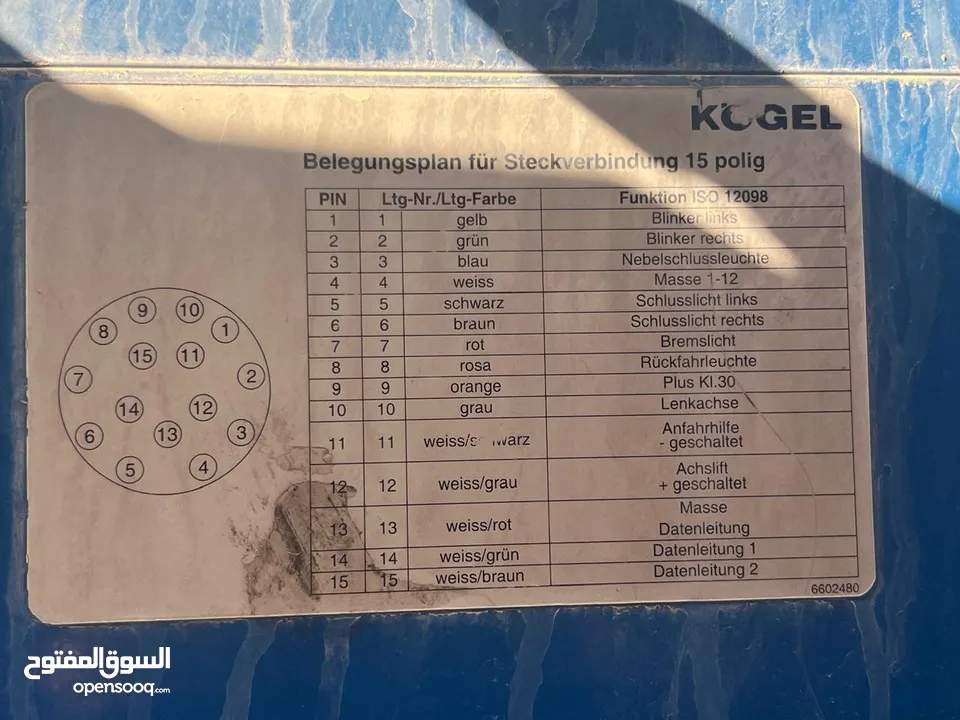 KÖGEL
Belegungsplan für Steckverbindung 15 polig
PIN Ltg-Nr./Ltg-Farbe Funktion ISO 12098
1 1 gelb Blinker links
2 2 grün Blinker rechts
3 3 blau Nebelschlussleuchte
4 4 weiss Masse 1-12
5 5 schwarz Schlusslicht links
6 6 braun Schlusslicht rechts
7 7 rot Bremslicht
8 8 rosa Rückfahrleuchte
9 9 orange Plus Kl.30
10 10 grau Lenkachse
11 11 weiss/schwarz Anfahrhilfe
- geschaltet
12 12 weiss/grau Achslift
+ geschaltet
13 13 weiss/rot Masse
Datenleitung
14 14 weiss/grün Datenleitung 1
15 15 weiss/braun Datenleitung 2
6602480
9 10
8 1
15 11
7 2
14 12
6 13 3
5 4
السوق المفتوح
opensooq.com